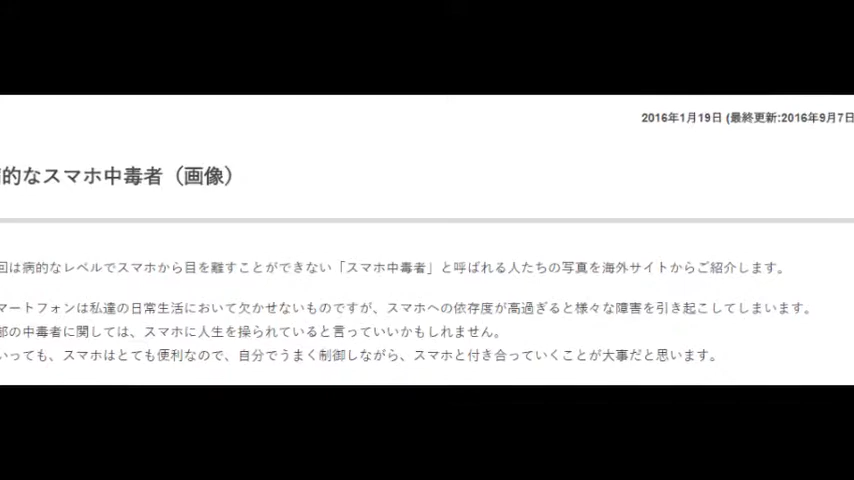 2016年1月19日 (最終更新:2016年9月7日
的なスマホ中毒者（画像）
回は病的なレベルでスマホから目を離すことができない「スマホ中毒者」と呼ばれる人たちの写真を海外サイトからご紹介します。
マートフォンは私達の日常生活において欠かせないものですが、スマホへの依存度が高過ぎると様々な障害を引き起こしてしまいます。
部の中毒者に関しては、スマホに人生を操られていると言っていいかもしれません。
いっても、スマホはとても便利なので、自分でうまく制御しながら、スマホと付き合っていくことが大事だと思います。